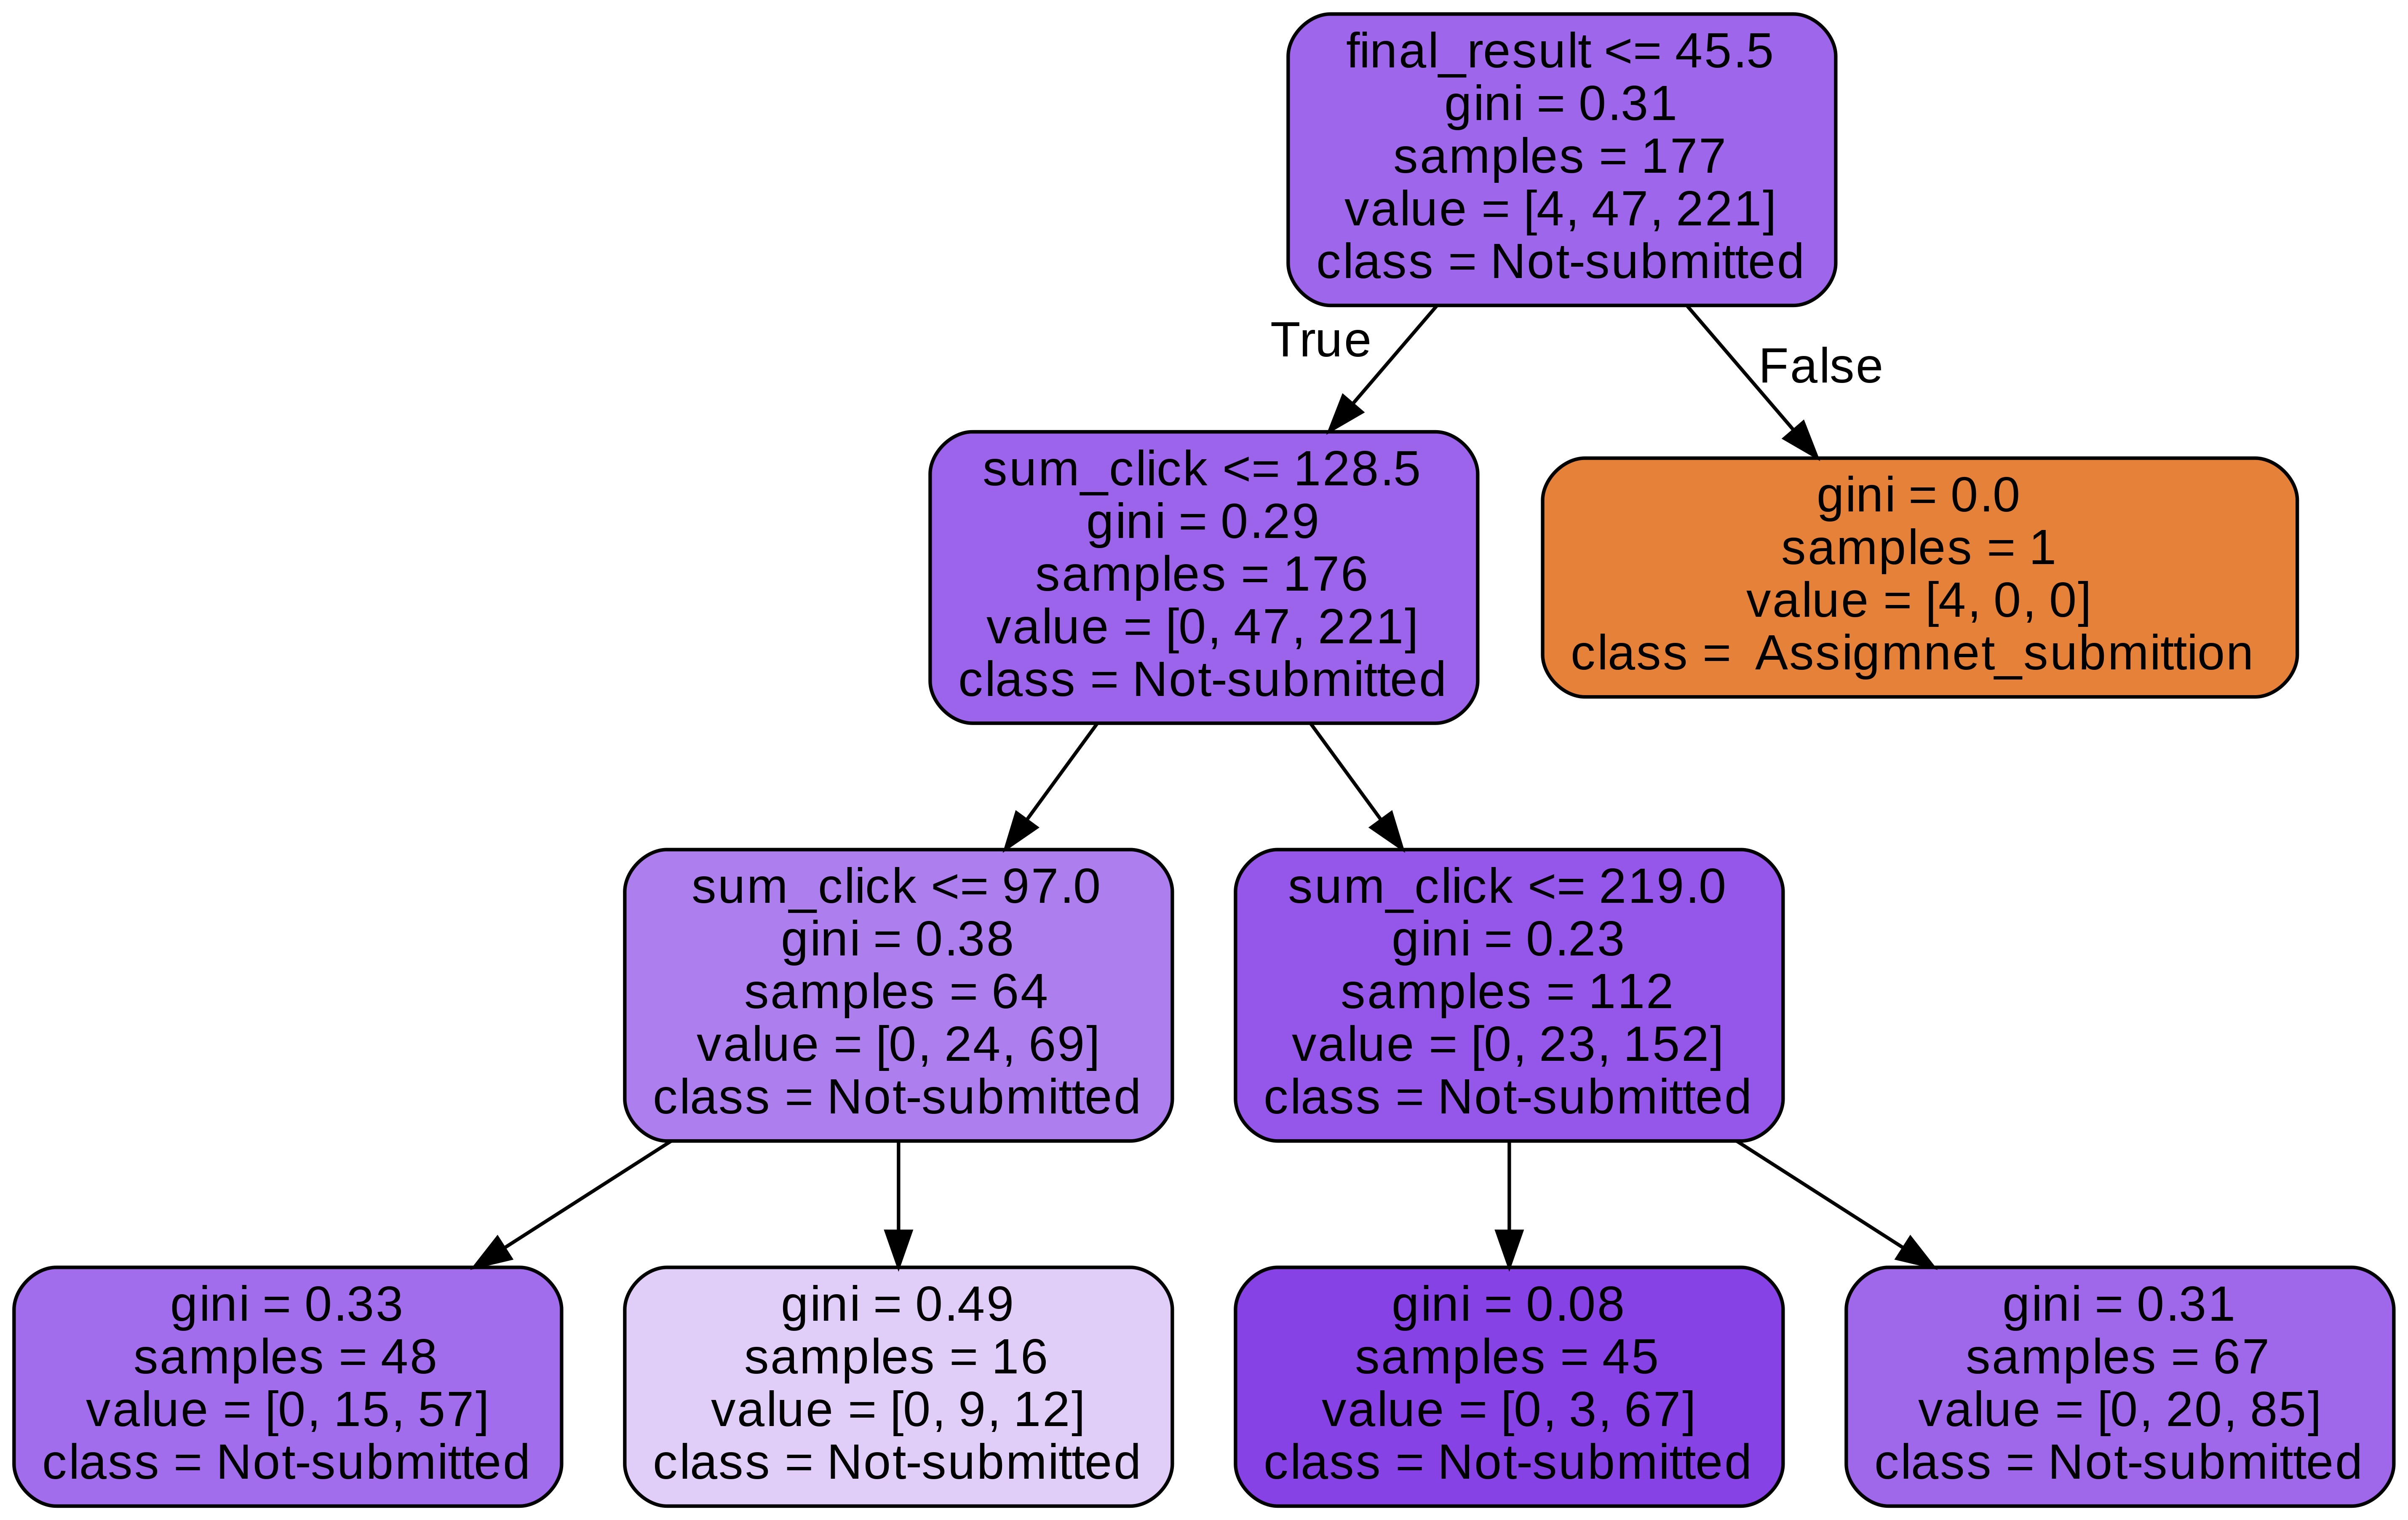 final_result <= 45.5
gini = 0.31
samples = 177
value = [4, 47, 221]
class = Not-submitted
True
False
sum_click <= 128.5
gini = 0.29
samples = 176
value = [0, 47, 221]
class = Not-submitted
gini = 0.0
samples = 1
value = [4, 0, 0]
class =  Assigmnet_submittion
sum_click <= 97.0
gini = 0.38
samples = 64
value = [0, 24, 69]
class = Not-submitted
sum_click <= 219.0
gini = 0.23
samples = 112
value = [0, 23, 152]
class = Not-submitted
gini = 0.33
samples = 48
value = [0, 15, 57]
class = Not-submitted
gini = 0.49
samples = 16
value = [0, 9, 12]
class = Not-submitted
gini = 0.08
samples = 45
value = [0, 3, 67]
class = Not-submitted
gini = 0.31
samples = 67
value = [0, 20, 85]
class = Not-submitted